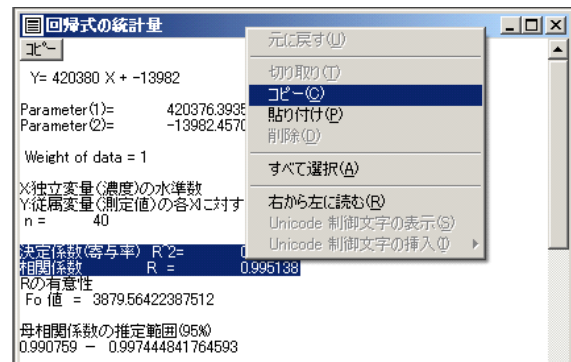 回帰式の統計量
コピー
Y= 420380 X + -13982
Parameter(1)= 420376.3935
Parameter(2)= -13982.4570
Weight of data = 1
X:独立変量(濃度)の水準数
Y:従属変量(測定値)の各Xに対す
n = 40
決定係数(寄与率) R^2= 0
相関係数 R = 0.995138
Rの有意性
Fo 値 = 3879.56422387512
母相関係数の推定範囲(95%)
0.990759 - 0.997444841764593
元に戻す(U)
切り取り(T)
コピー(C)
貼り付け(P)
削除(D)
すべて選択(A)
右から左に読む(R)
Unicode 制御文字の表示(S)
Unicode 制御文字の挿入(I)